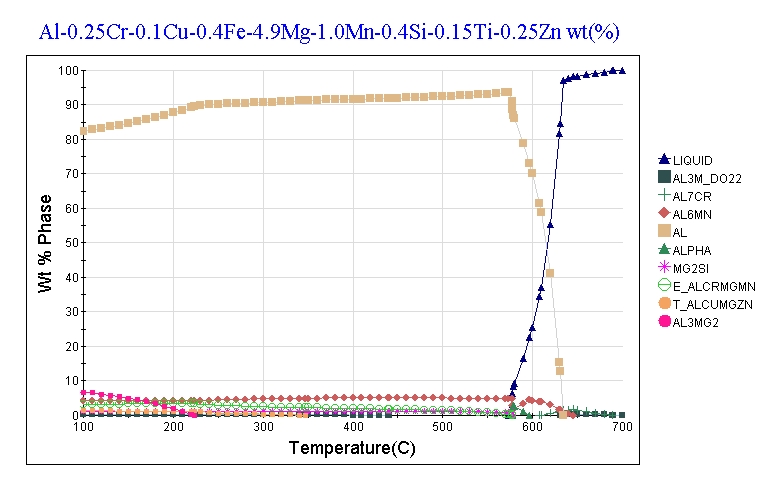 Al-0.25Cr-0.1Cu-0.4Fe-4.9Mg-1.0Mn-0.4Si-0.15Ti-0.25Zn wt(%)
100
90
80
70
60
50
40
30
20
10
0
Wt % Phase
100 200 300 400 500 600 700
Temperature(C)
LIQUID
AL3M_DO22
AL7CR
AL6MN
AL
ALPHA
MG2SI
E_ALCRMGMN
T_ALCUMGZN
AL3MG2